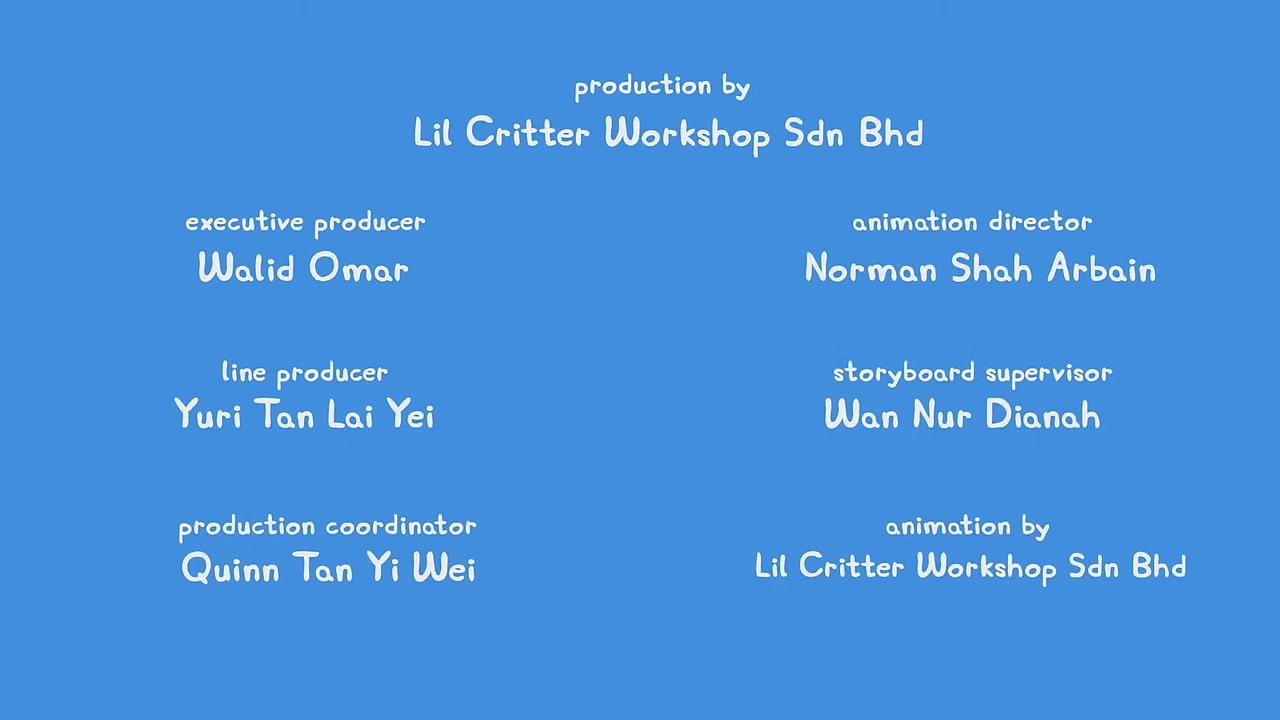 production by
Lil Critter Workshop Sdn Bhd
executive producer
Walid Omar
animation director
Norman Shah Arbain
line producer
Yuri Tan Lai Yei
storyboard supervisor
Wan Nur Dianah
production coordinator
Quinn Tan Yi Wei
animation by
Lil Critter Workshop Sdn Bhd